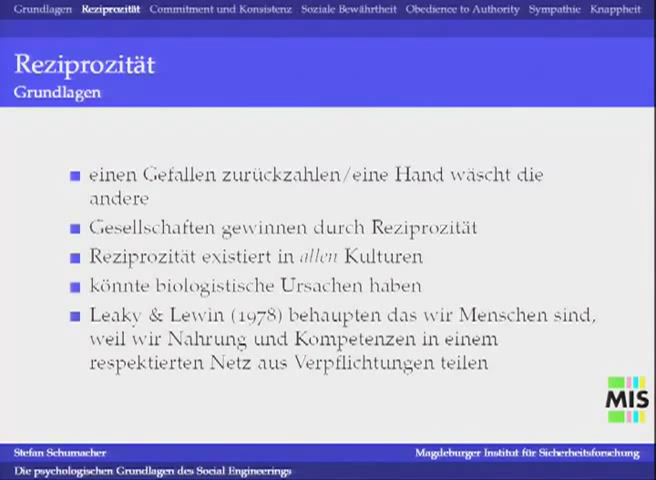 Grundlagen Reziprozität Commitment und Konsistenz Soziale Bewährtheit Obedience to Authority Sympathie Knappheit
Reziprozität
Grundlagen
einen Gefallen zurückzahlen/eine Hand wäscht die
andere
Gesellschaften gewinnen durch Reziprozität
Reziprozität existiert in allen Kulturen
könnte biologistische Ursachen haben
Leaky & Lewin (1978) behaupten das wir Menschen sind,
weil wir Nahrung und Kompetenzen in einem
respektierten Netz aus Verpflichtungen teilen
MIS
Stefan Schumacher Magdeburger Institut für Sicherheitsforschung
Die psychologischen Grundlagen des Social Engineerings